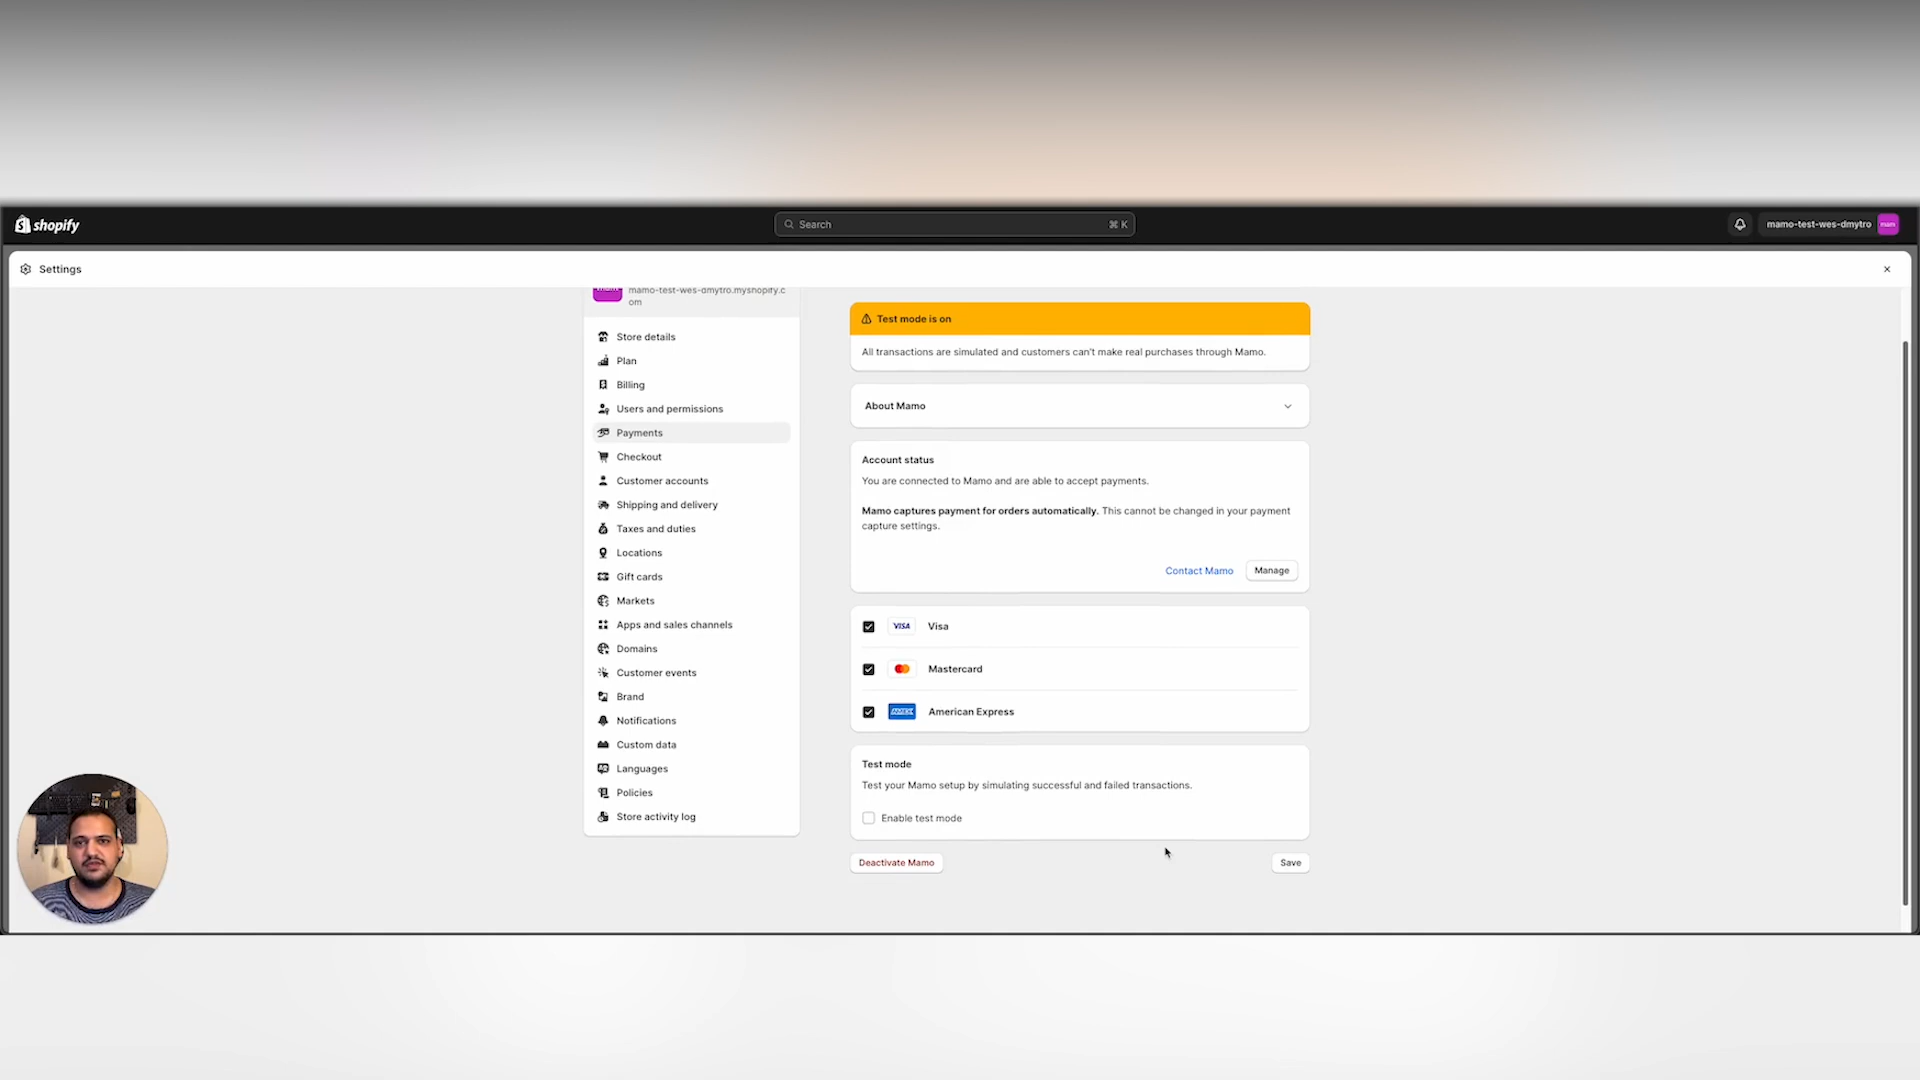 shopify
Search
⌘ K
mamo-test-wes-dmytro
mam
Settings
mamo-test-wes-dmytro.myshopify.c
om
Store details
Plan
Billing
Users and permissions
Payments
Checkout
Customer accounts
Shipping and delivery
Taxes and duties
Locations
Gift cards
Markets
Apps and sales channels
Domains
Customer events
Brand
Notifications
Custom data
Languages
Policies
Store activity log
Test mode is on
All transactions are simulated and customers can't make real purchases through Mamo.
About Mamo
Account status
You are connected to Mamo and are able to accept payments.
Mamo captures payment for orders automatically. This cannot be changed in your payment
capture settings.
Contact Mamo
Manage
VISA
Visa
Mastercard
AMEX
American Express
Test mode
Test your Mamo setup by simulating successful and failed transactions.
Enable test mode
Deactivate Mamo
Save